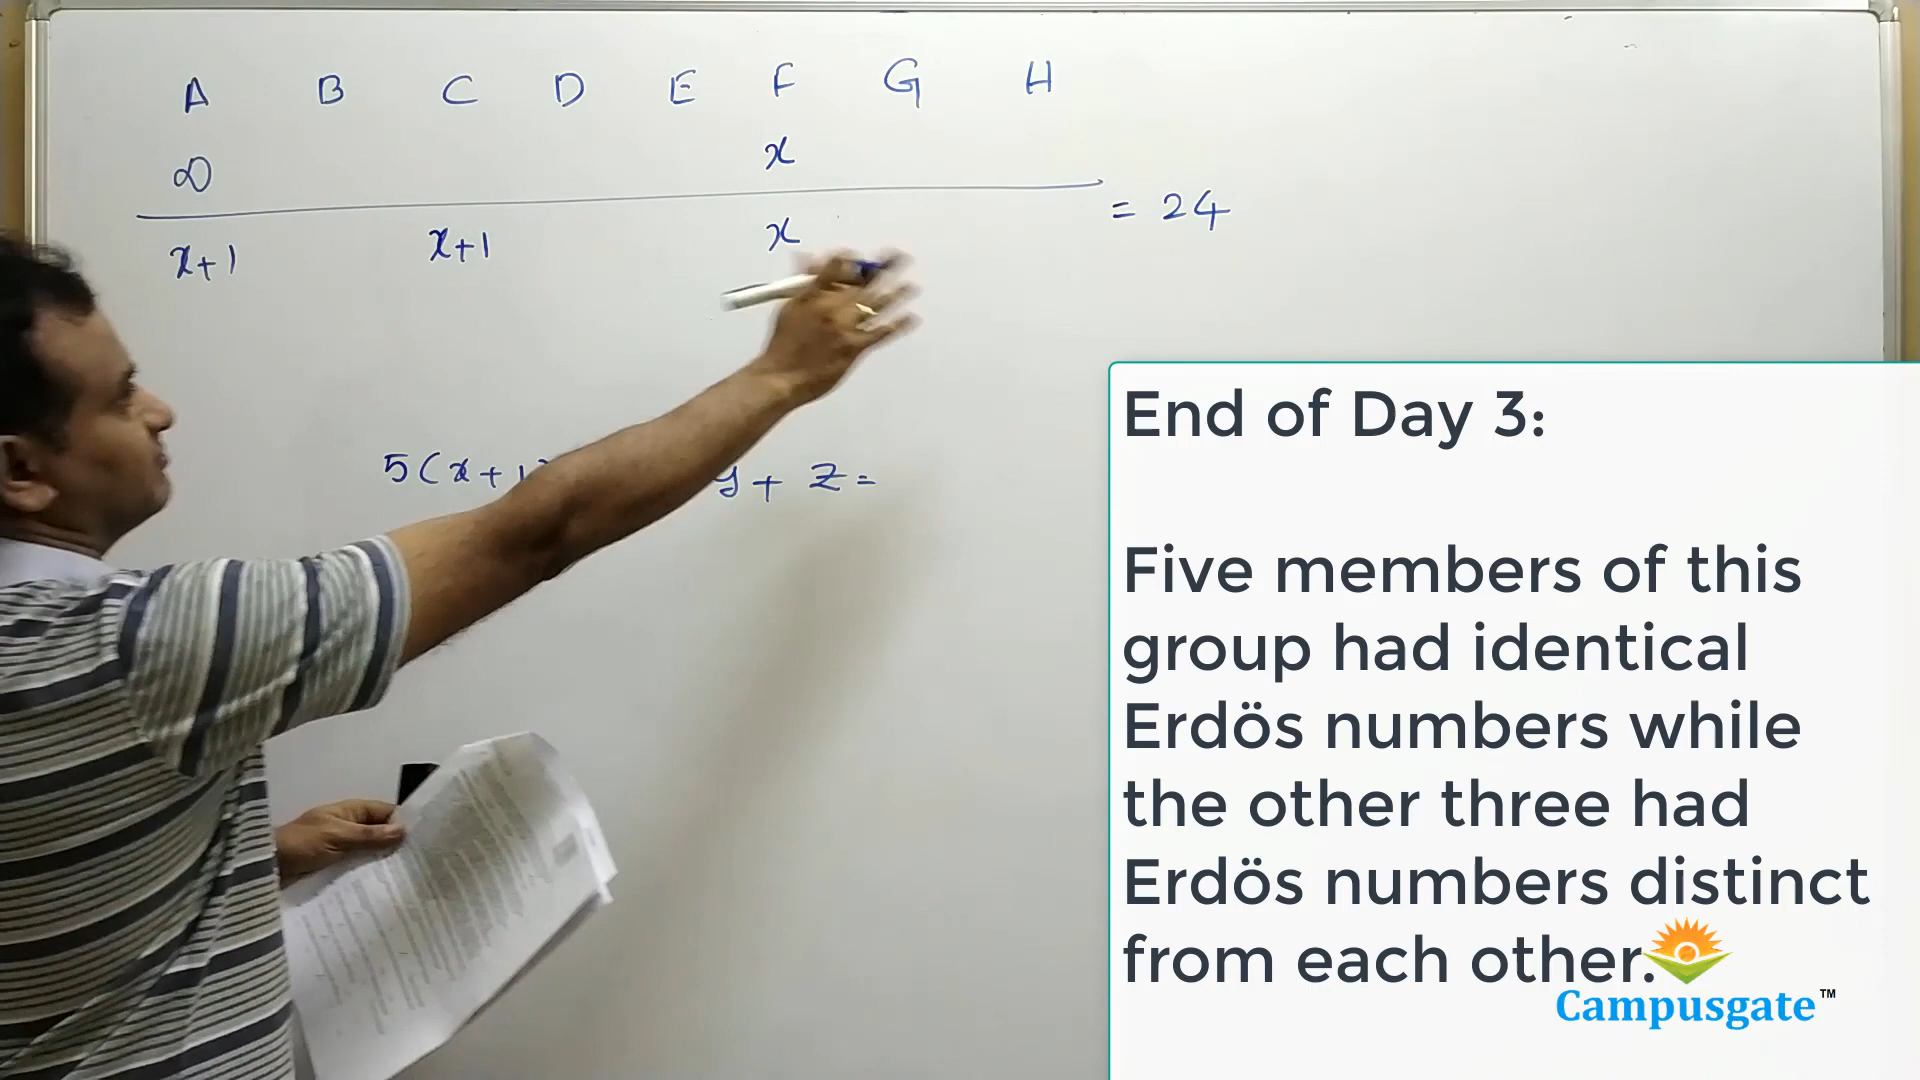 A B C D E F G H
∞ x
= 24
x+1 x+1 x
5(x+1 y + z =
End of Day 3:
Five members of this
group had identical
Erdös numbers while
the other three had
Erdös numbers distinct
from each other.
Campusgate™